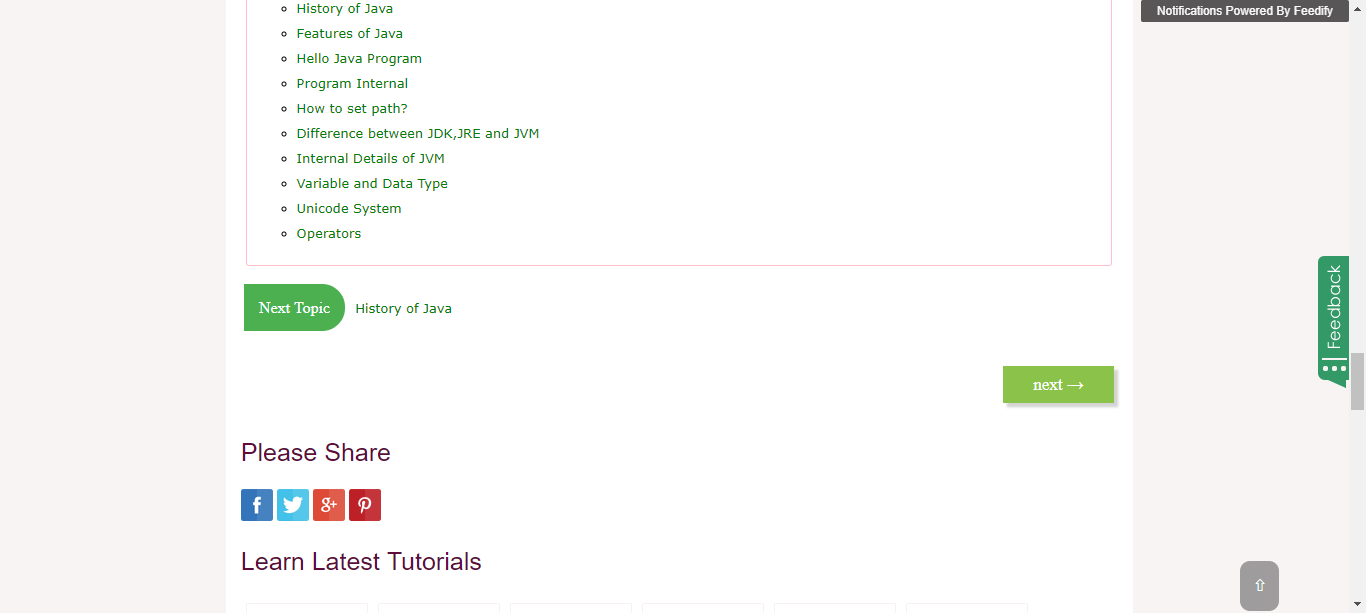 Notifications Powered By Feedify
History of Java
Features of Java
Hello Java Program
Program Internal
How to set path?
Difference between JDK,JRE and JVM
Internal Details of JVM
Variable and Data Type
Unicode System
Operators
Feedback
Next Topic History of Java
next →
Please Share
f g+
Learn Latest Tutorials
⇧